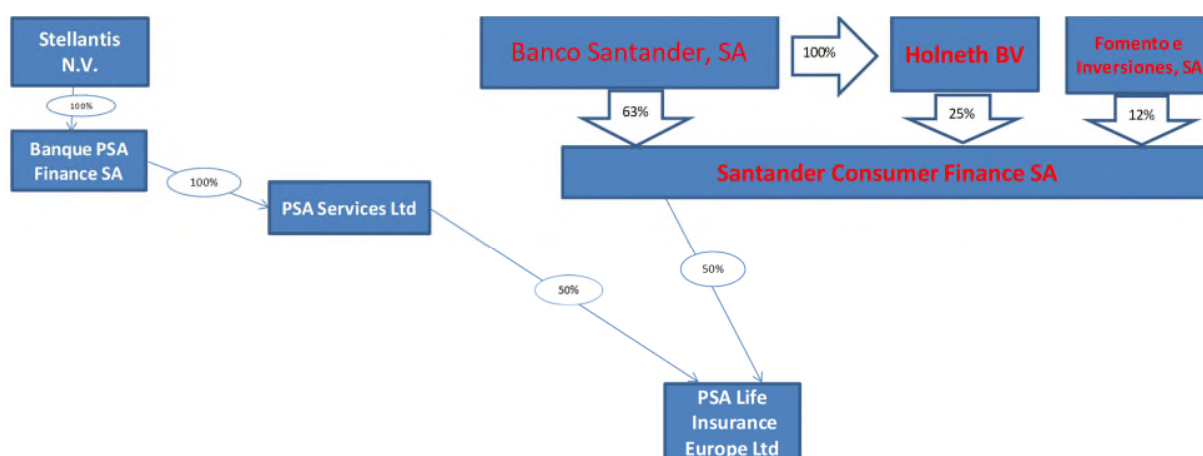 Stellantis
N.V.
Banco Santander, SA
100%
Holneth BV
Fomento e
Inversiones, SA
100%
63%
25%
12%
Banque PSA
Finance SA
100%
Santander Consumer Finance SA
PSA Services Ltd
50%
50%
PSA Life
Insurance
Europe Ltd